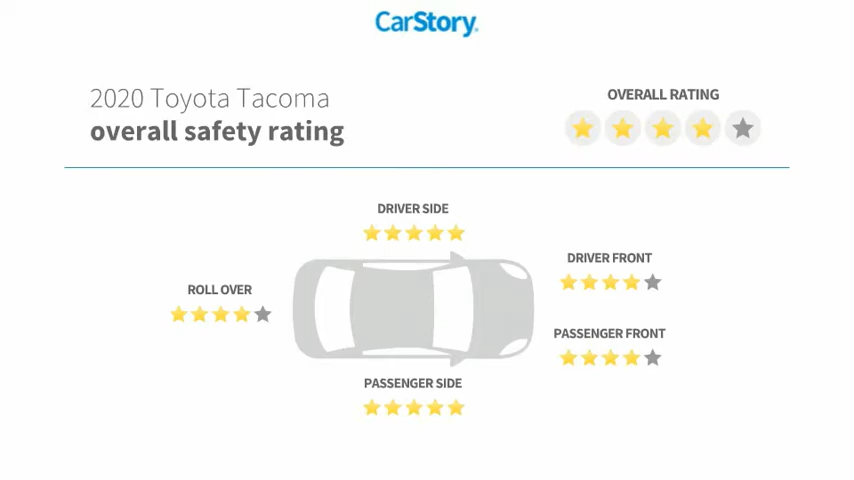 CarStory.
2020 Toyota Tacoma
overall safety rating
OVERALL RATING
DRIVER SIDE
DRIVER FRONT
ROLL OVER
PASSENGER FRONT
PASSENGER SIDE